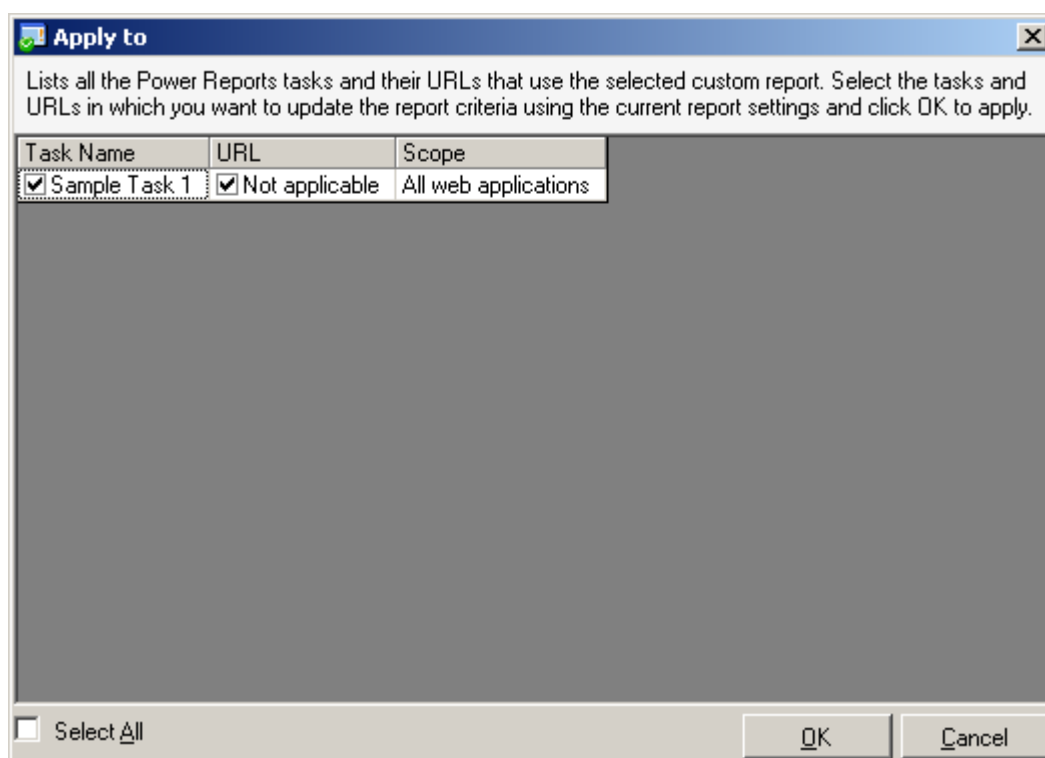 Apply to
Lists all the Power Reports tasks and their URLs that use the selected custom report. Select the tasks and
URLs in which you want to update the report criteria using the current report settings and click OK to apply.
Task Name URL Scope
Sample Task 1 Not applicable All web applications
Select All OK Cancel